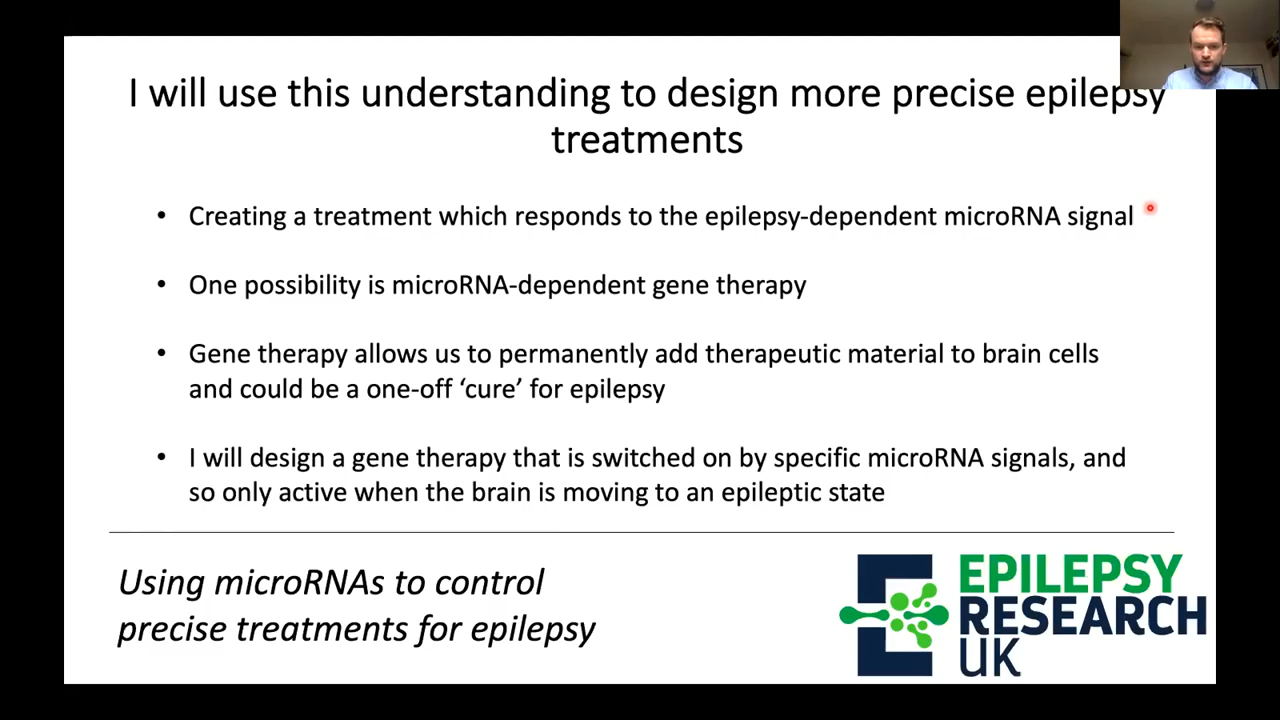 I will use this understanding to design more precise epilepsy
treatments
• Creating a treatment which responds to the epilepsy-dependent microRNA signal
• One possibility is microRNA-dependent gene therapy
• Gene therapy allows us to permanently add therapeutic material to brain cells
and could be a one-off ‘cure’ for epilepsy
• I will design a gene therapy that is switched on by specific microRNA signals, and
so only active when the brain is moving to an epileptic state
Using microRNAs to control
precise treatments for epilepsy
EPILEPSY
RESEARCH
UK